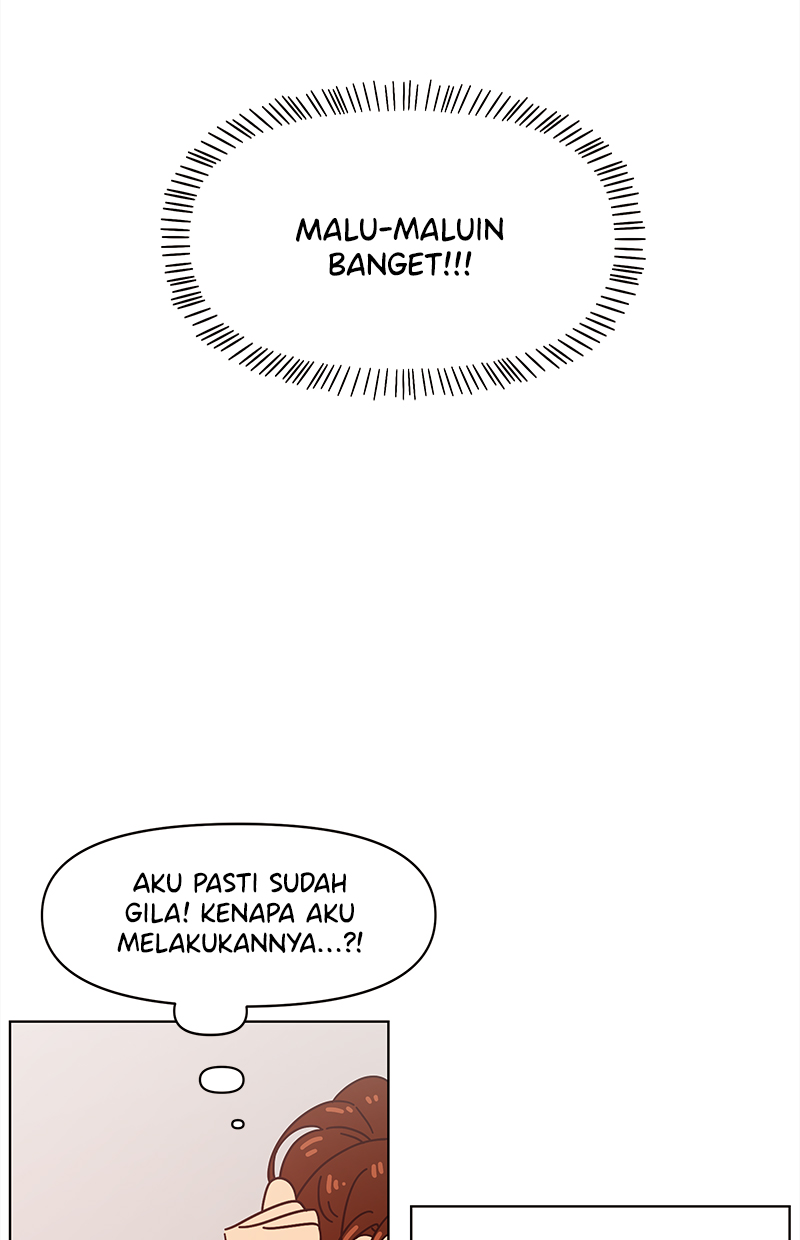 MALU-MALUIN
BANGET!!!
AKU PASTI SUDAH
GILA! KENAPA AKU
MELAKUKANNYA...?!